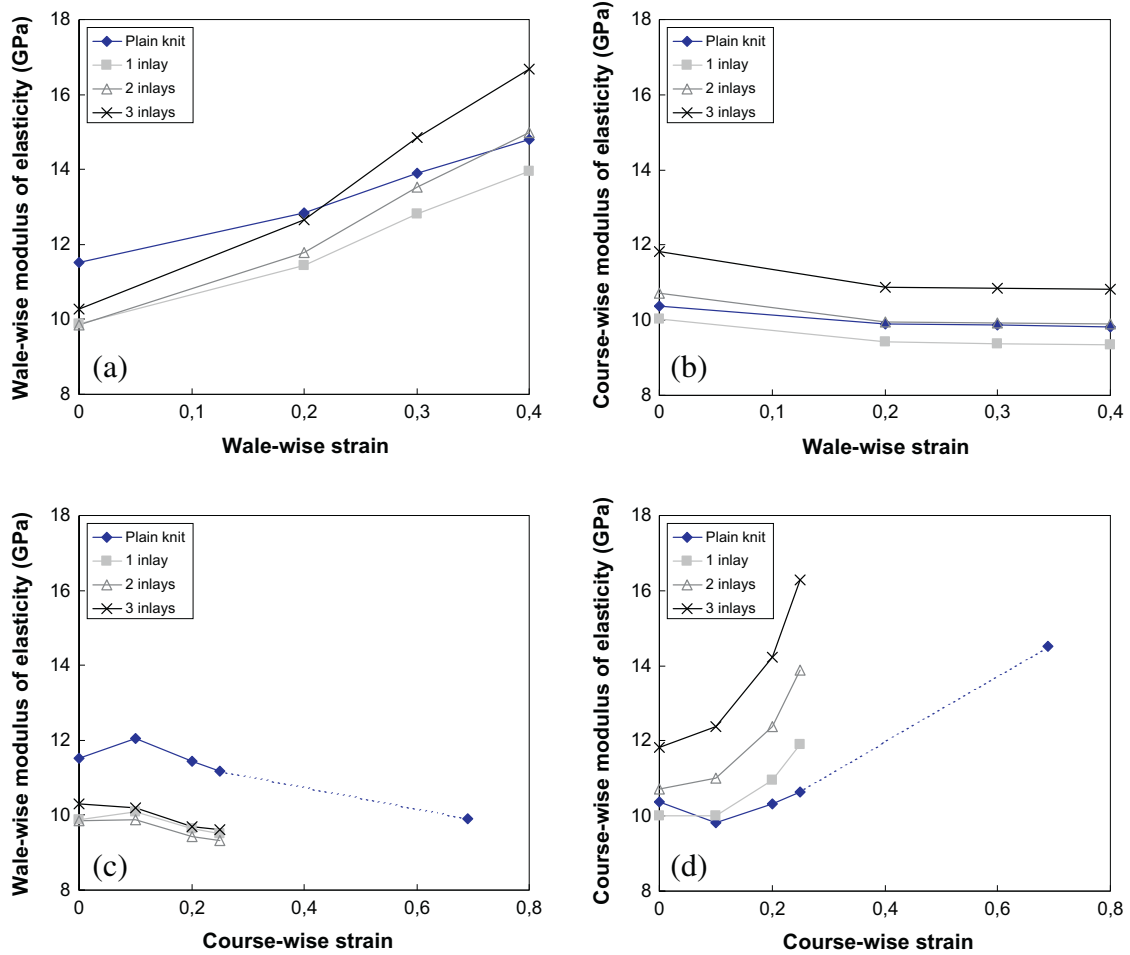 Wale-wise modulus of elasticity (GPa)
18
16
14
12
10
8
Plain knit
1 inlay
2 inlays
3 inlays
(a)
0 0,1 0,2 0,3 0,4
Wale-wise strain
Course-wise modulus of elasticity (GPa)
18
16
14
12
10
8
Plain knit
1 inlay
2 inlays
3 inlays
(b)
0 0,1 0,2 0,3 0,4
Wale-wise strain
Wale-wise modulus of elasticity (GPa)
18
16
14
12
10
8
Plain knit
1 inlay
2 inlays
3 inlays
(c)
0 0,2 0,4 0,6 0,8
Course-wise strain
Course-wise modulus of elasticity (GPa)
18
16
14
12
10
8
Plain knit
1 inlay
2 inlays
3 inlays
(d)
0 0,2 0,4 0,6 0,8
Course-wise strain